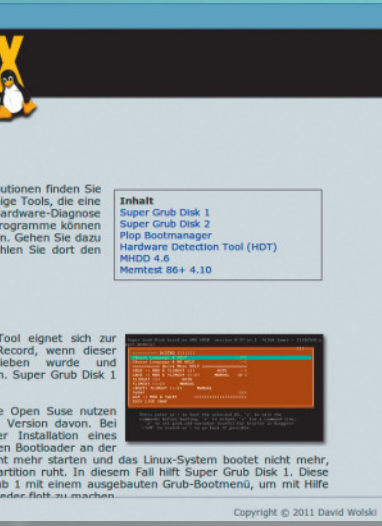 X
utionen finden Sie
ige Tools, die eine
ardware-Diagnose
rogramme können
n. Gehen Sie dazu
hlen Sie dort den
Inhalt
Super Grub Disk 1
Super Grub Disk 2
Plop Bootmanager
Hardware Detection Tool (HDT)
MHDD 4.6
Memtest 86+ 4.10
Tool eignet sich zur
Record, wenn dieser
ieben wurde und
n. Super Grub Disk 1
e Open Suse nutzen
Version davon. Bei
er Installation eines
en Bootloader an der
nt mehr starten und das Linux-System bootet nicht mehr,
artition ruht. In diesem Fall hilft Super Grub Disk 1. Diese
ub 1 mit einem ausgebauten Grub-Bootmenü, um mit Hilfe
eder flott zu machen
Copyright © 2011 David Wolski